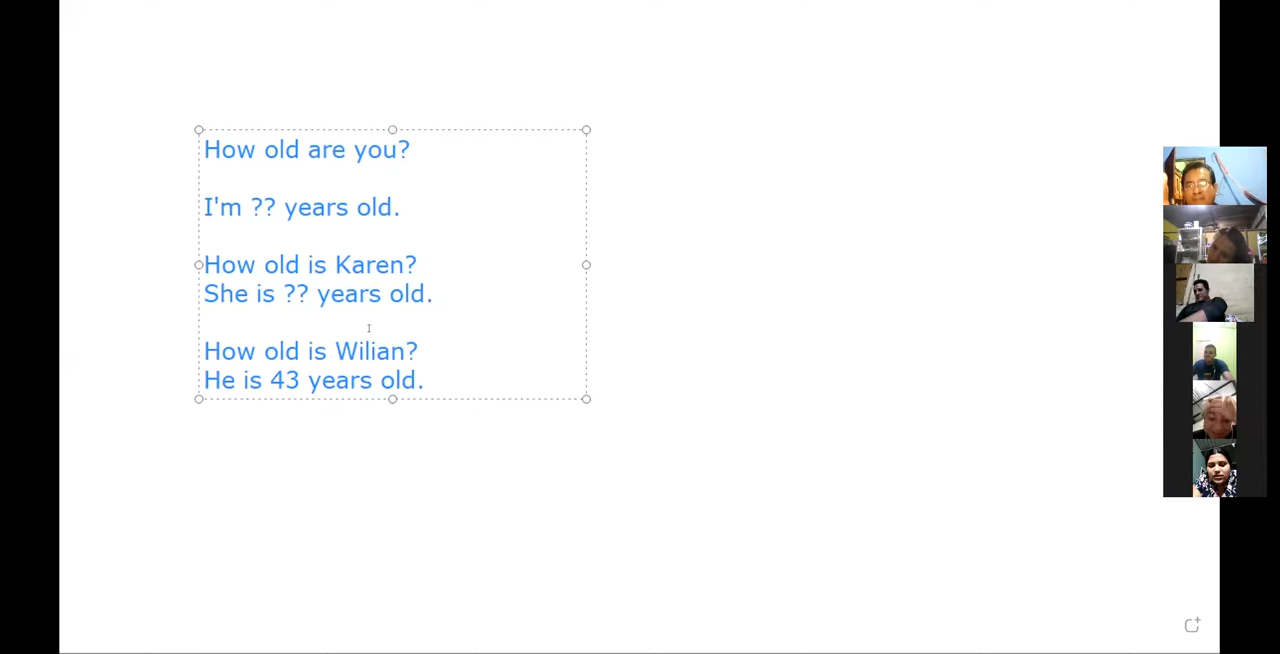 How old are you?
I'm ?? years old.
How old is Karen?
She is ?? years old.
How old is Wilian?
He is 43 years old.